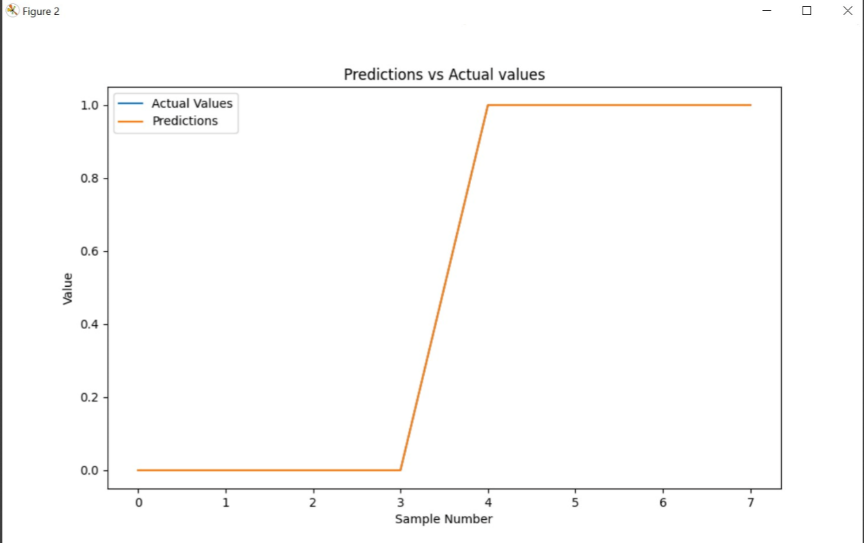 Figure 2
Predictions vs Actual values
Actual Values
Predictions
1.0
0.8
0.6
0.4
0.2
0.0
Value
0 1 2 3 4 5 6 7
Sample Number